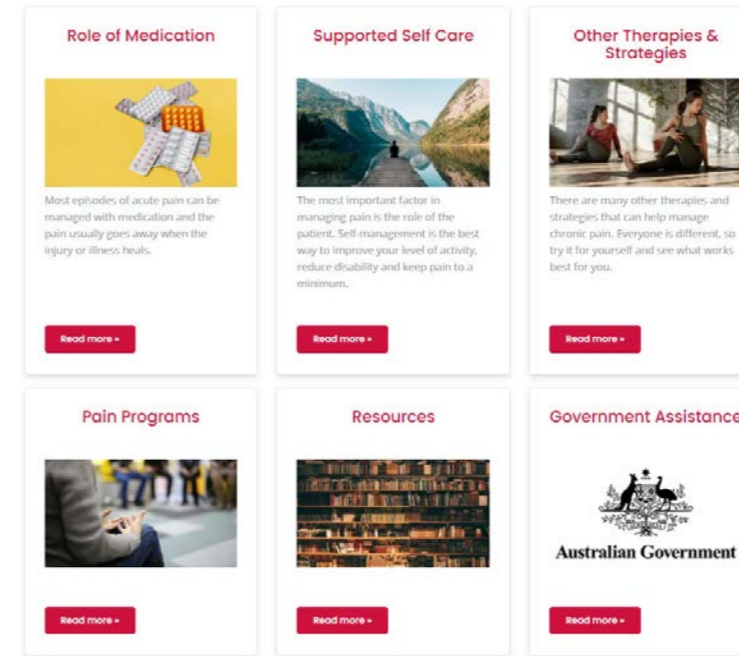 Role of Medication
Most episodes of acute pain can be
managed with medication and the
pain usually goes away when the
injury or illness heals.
Read more »
Supported Self Care
The most important factor in
managing pain is the role of the
patient. Self-management is the best
way to improve your level of activity,
reduce disability and keep pain to a
minimum.
Read more »
Other Therapies &
Strategies
There are many other therapies and
strategies that can help manage
chronic pain. Everyone is different, so
try it for yourself and see what works
best for you.
Read more »
Pain Programs
Read more »
Resources
Read more »
Government Assistance
Australian Government
Read more »